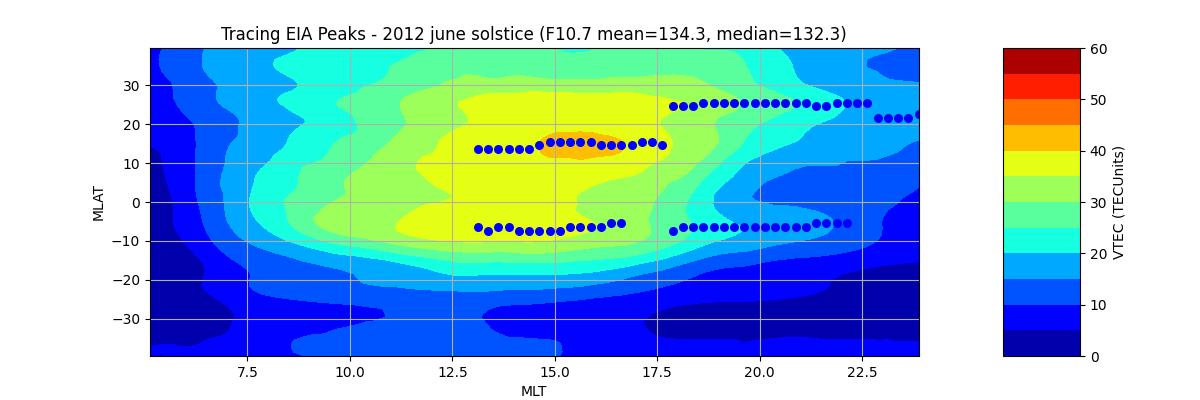 Tracing EIA Peaks - 2012 june solstice (F10.7 mean=134.3, median=132.3)
30
20
10
0
−10
−20
−30
MLAT
7.5 10.0 12.5 15.0 17.5 20.0 22.5
MLT
60
50
40
30
20
10
0
VTEC (TECUnits)